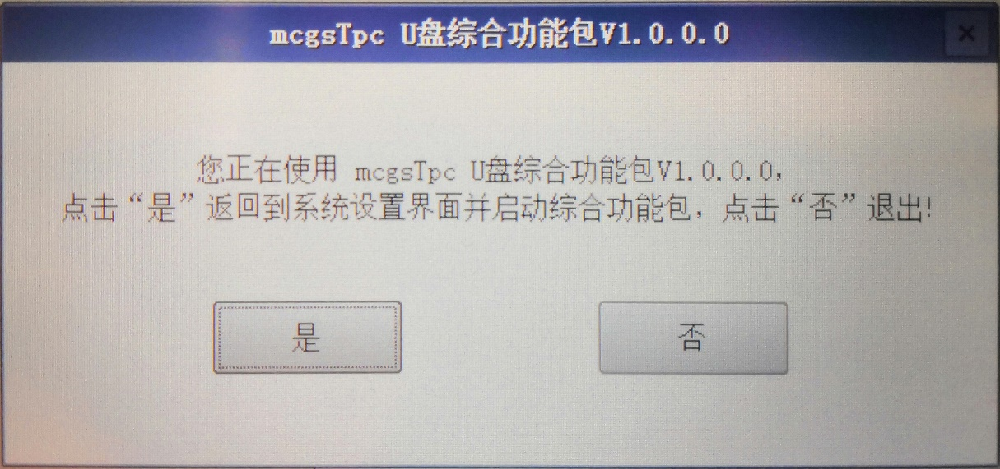 mcgsTpc U盘综合功能包V1.0.0.0
您正在使用 mcgsTpc U盘综合功能包V1.0.0.0，
点击“是”返回到系统设置界面并启动综合功能包，点击“否”退出!
是
否